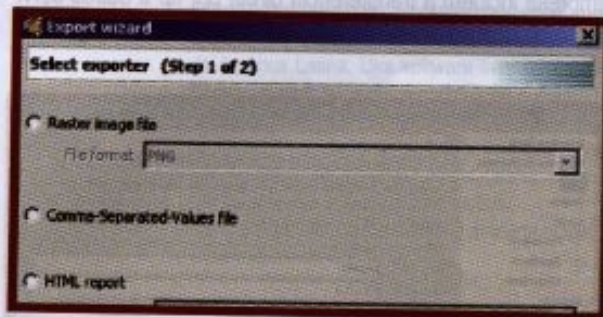 Export wizard
Select exporter (Step 1 of 2)
Raster image file
File format PNG
Comma-Separated-Values file
HTML report